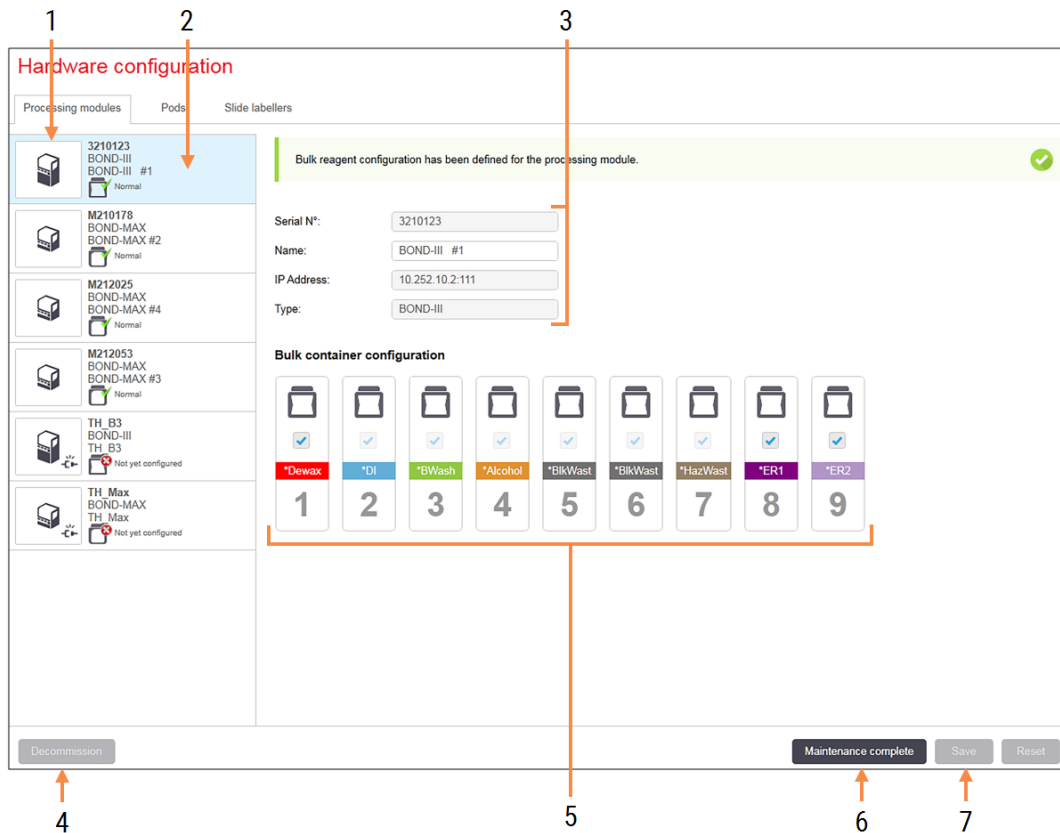 1 2 3
Hardware configuration
Processing modules Pods Slide labellers
3210123
BOND-III
BOND-III #1
Normal
M210178
BOND-MAX
BOND-MAX #2
Normal
M212025
BOND-MAX
BOND-MAX #4
Normal
M212053
BOND-MAX
BOND-MAX #3
Normal
TH_B3
BOND-III
TH_B3
Not yet configured
TH_Max
BOND-MAX
TH_Max
Not yet configured
Bulk reagent configuration has been defined for the processing module.
Serial N°: 3210123
Name: BOND-III #1
IP Address: 10.252.10.2:111
Type: BOND-III
Bulk container configuration
*Dewax *DI *BWash *Alcohol *BlkWast *BlkWast *HazWast *ER1 *ER2
1 2 3 4 5 6 7 8 9
Decommission Maintenance complete Save Reset
4 5 6 7